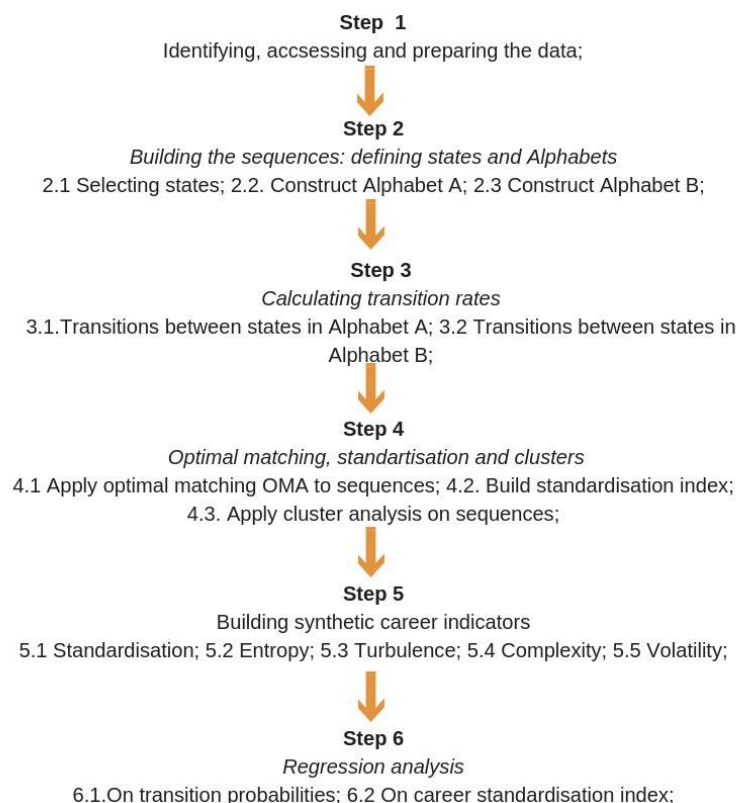 Step 1
Identifying, accsessing and preparing the data;
Step 2
Building the sequences: defining states and Alphabets
2.1 Selecting states; 2.2. Construct Alphabet A; 2.3 Construct Alphabet B;
Step 3
Calculating transition rates
3.1.Transitions between states in Alphabet A; 3.2 Transitions between states in
Alphabet B;
Step 4
Optimal matching, standartisation and clusters
4.1 Apply optimal matching OMA to sequences; 4.2. Build standardisation index;
4.3. Apply cluster analysis on sequences;
Step 5
Building synthetic career indicators
5.1 Standardisation; 5.2 Entropy; 5.3 Turbulence; 5.4 Complexity; 5.5 Volatility;
Step 6
Regression analysis
6.1.On transition probabilities; 6.2 On career standardisation index;